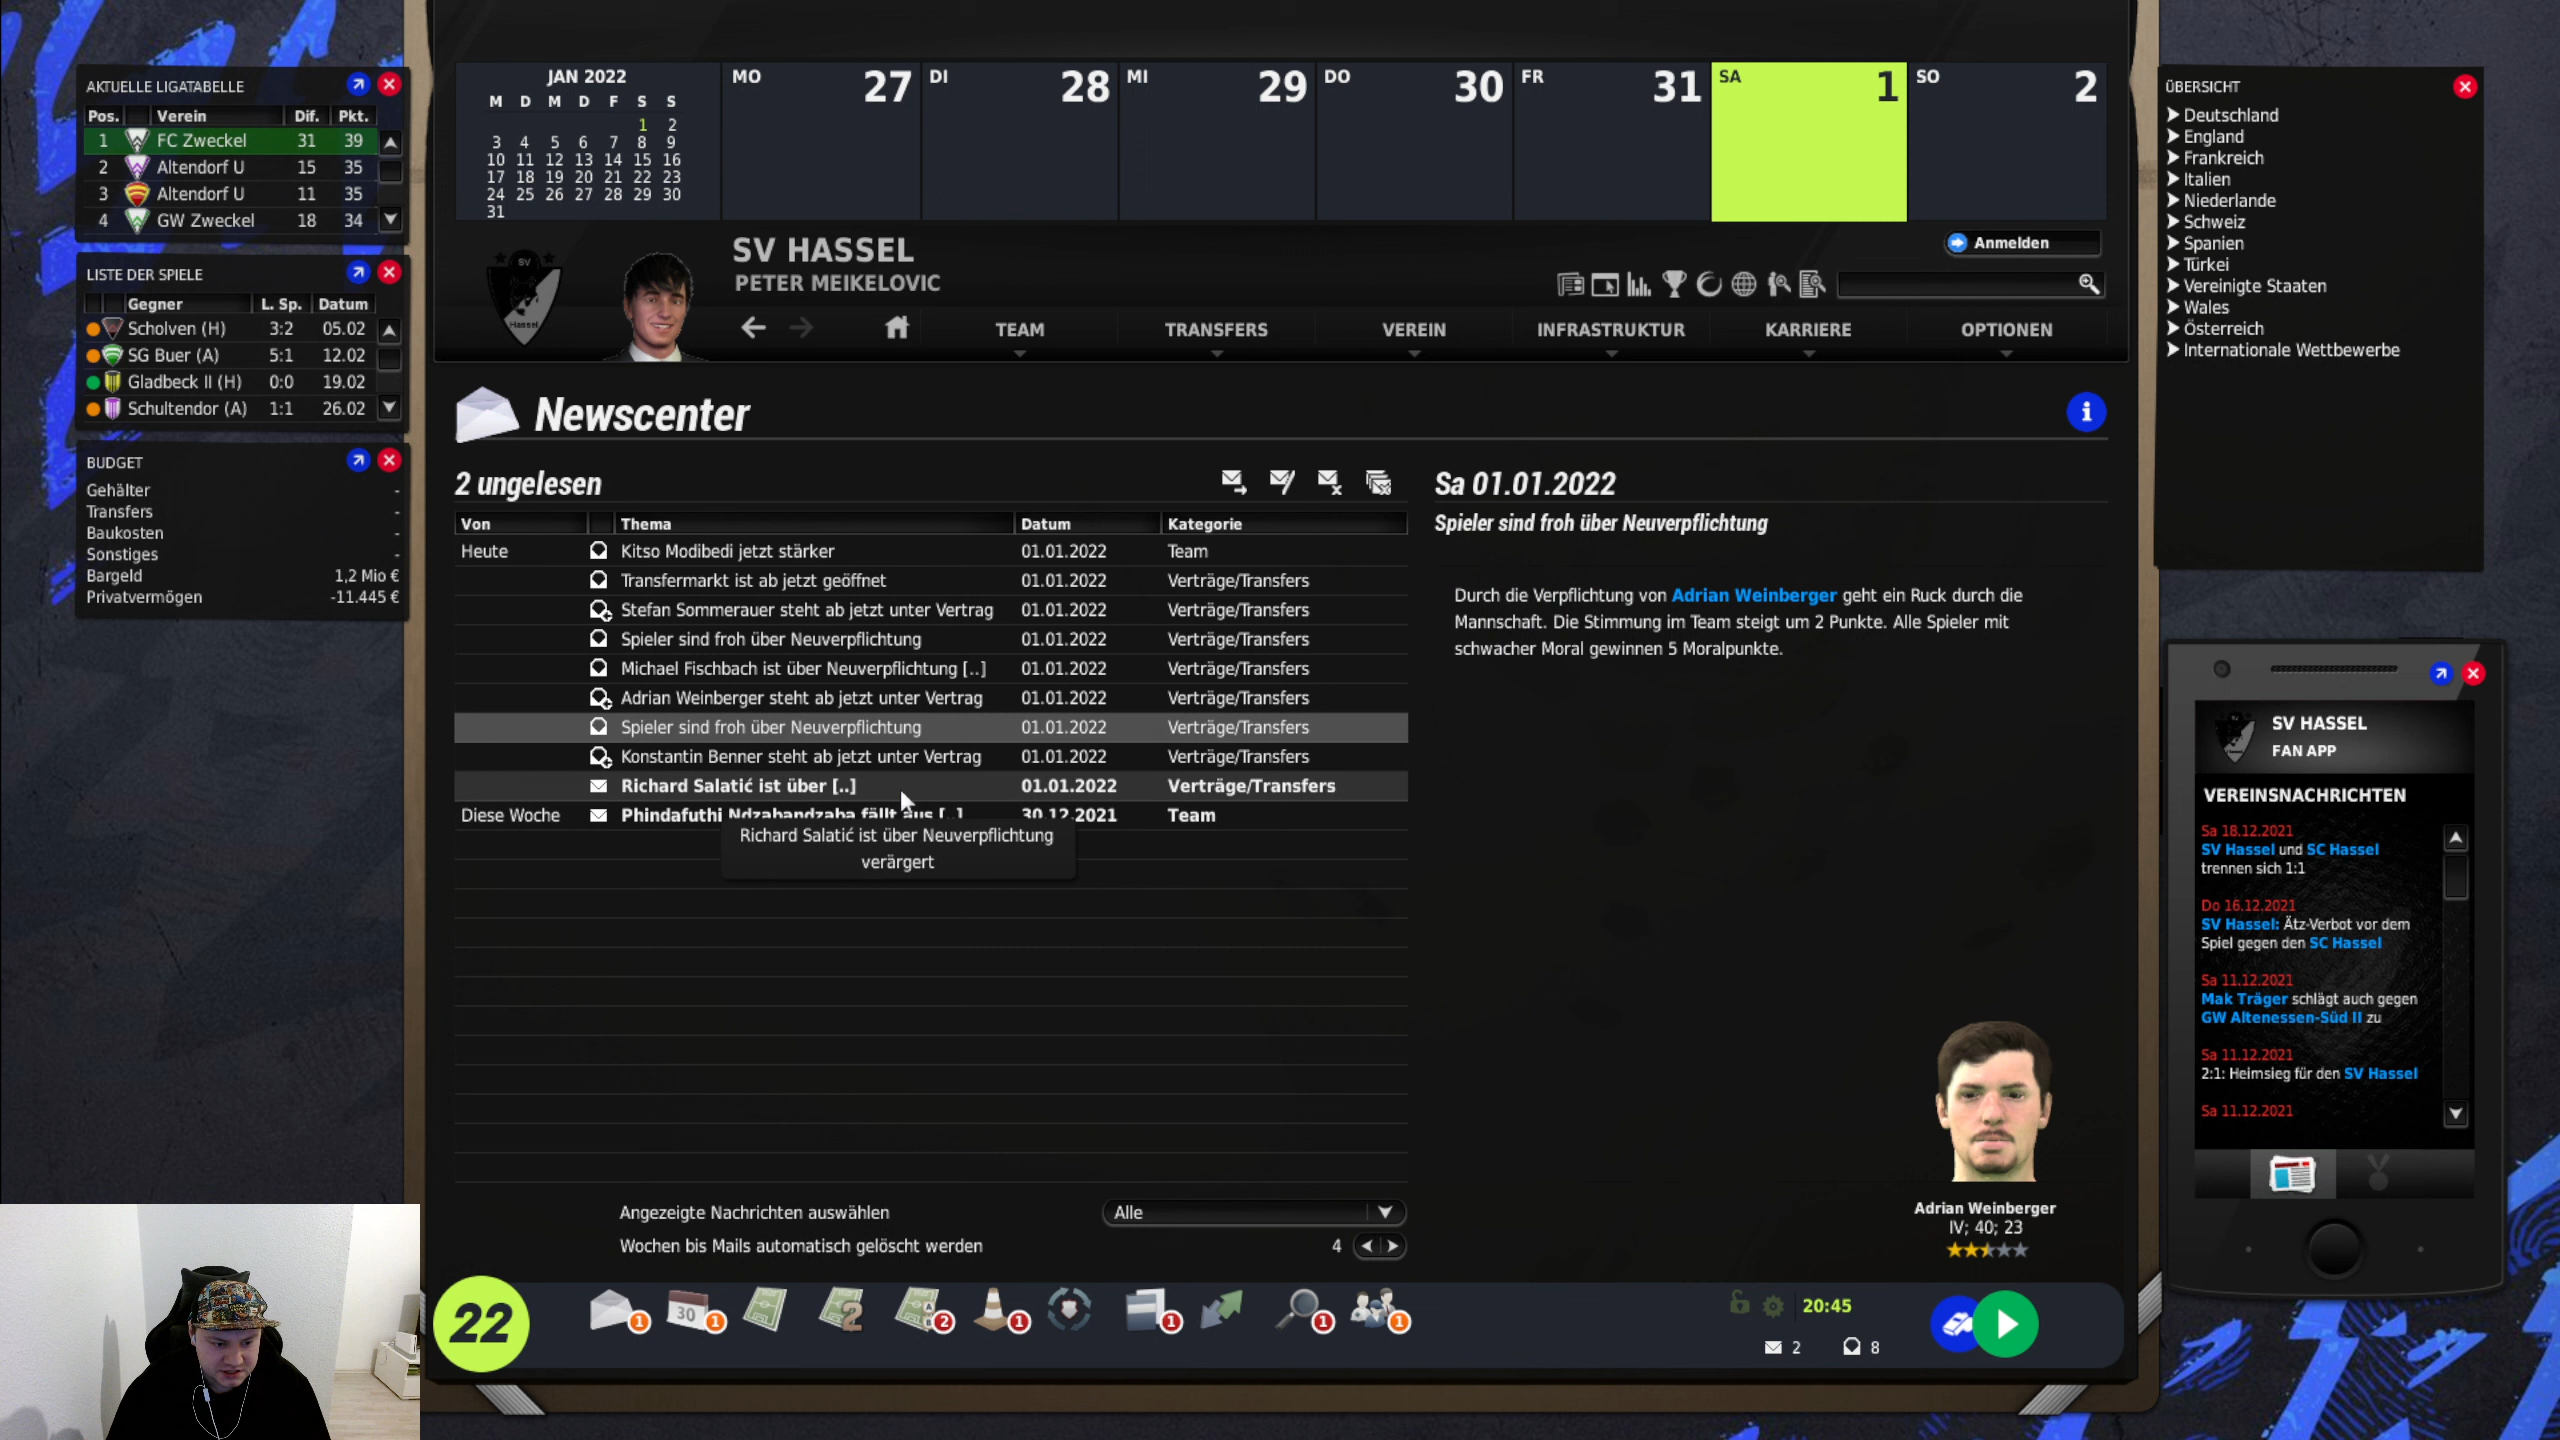 AKTUELLE LIGATABELLE
Pos. Verein Dif. Pkt.
1 FC Zweckel 31 39
2 Altendorf U 15 35
3 Altendorf U 11 35
4 GW Zweckel 18 34
LISTE DER SPIELE
Gegner L. Sp. Datum
Scholven (H) 3:2 05.02
SG Buer (A) 5:1 12.02
Gladbeck II (H) 0:0 19.02
Schultendor (A) 1:1 26.02
BUDGET
Gehälter -
Transfers -
Baukosten -
Sonstiges -
Bargeld 1,2 Mio €
Privatvermögen -11.445 €
JAN 2022
M D M D F S S
1 2
3 4 5 6 7 8 9
10 11 12 13 14 15 16
17 18 19 20 21 22 23
24 25 26 27 28 29 30
31
MO 27
DI 28
MI 29
DO 30
FR 31
SA 1
SO 2
Anmelden
SV
Hassel
SV HASSEL
PETER MEIKELOVIC
TEAM
TRANSFERS
VEREIN
INFRASTRUKTUR
KARRIERE
OPTIONEN
Newscenter
i
2 ungelesen
Von Thema Datum Kategorie
Heute Kitso Modibedi jetzt stärker 01.01.2022 Team
Transfermarkt ist ab jetzt geöffnet 01.01.2022 Verträge/Transfers
Stefan Sommerauer steht ab jetzt unter Vertrag 01.01.2022 Verträge/Transfers
Spieler sind froh über Neuverpflichtung 01.01.2022 Verträge/Transfers
Michael Fischbach ist über Neuverpflichtung [..] 01.01.2022 Verträge/Transfers
Adrian Weinberger steht ab jetzt unter Vertrag 01.01.2022 Verträge/Transfers
Spieler sind froh über Neuverpflichtung 01.01.2022 Verträge/Transfers
Konstantin Benner steht ab jetzt unter Vertrag 01.01.2022 Verträge/Transfers
Richard Salatić ist über [..] 01.01.2022 Verträge/Transfers
Diese Woche Phindafuthi Ndzabandzaba fällt aus [..] 30.12.2021 Team
Richard Salatić ist über Neuverpflichtung
verärgert
Sa 01.01.2022
Spieler sind froh über Neuverpflichtung
Durch die Verpflichtung von Adrian Weinberger geht ein Ruck durch die
Mannschaft. Die Stimmung im Team steigt um 2 Punkte. Alle Spieler mit
schwacher Moral gewinnen 5 Moralpunkte.
Adrian Weinberger
IV; 40; 23
Angezeigte Nachrichten auswählen Alle
Wochen bis Mails automatisch gelöscht werden 4
22
1
30 1
2
2
1
1
1
1
20:45
2 8
ÜBERSICHT
Deutschland
England
Frankreich
Italien
Niederlande
Schweiz
Spanien
Türkei
Vereinigte Staaten
Wales
Österreich
Internationale Wettbewerbe
SV HASSEL
FAN APP
VEREINSNACHRICHTEN
Sa 18.12.2021
SV Hassel und SC Hassel
trennen sich 1:1
Do 16.12.2021
SV Hassel: Ätz-Verbot vor dem
Spiel gegen den SC Hassel
Sa 11.12.2021
Mak Träger schlägt auch gegen
GW Altenessen-Süd II zu
Sa 11.12.2021
2:1: Heimsieg für den SV Hassel
Sa 11.12.2021